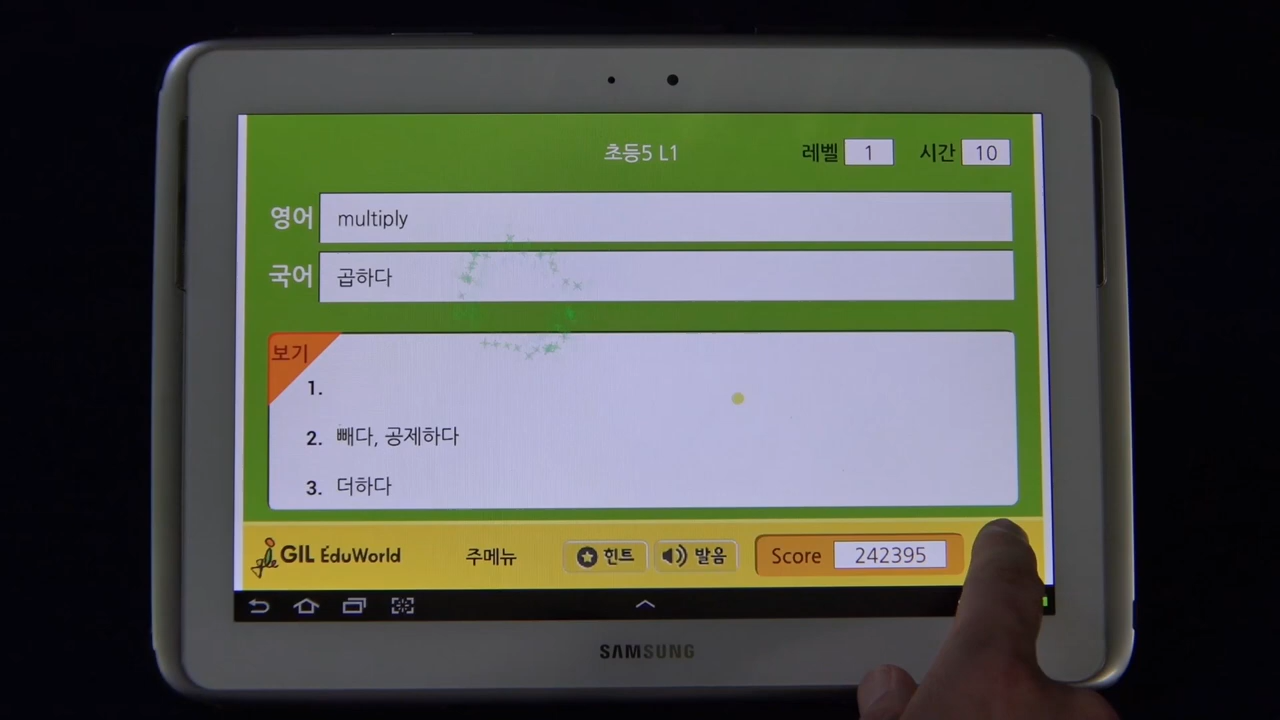 초등5 L1
레벨 1 시간 10
영어 multiply
국어 곱하다
보기
1.
2. 빼다, 공제하다
3. 더하다
gle GIL EduWorld 주메뉴 힌트 발음 Score 242395
SAMSUNG